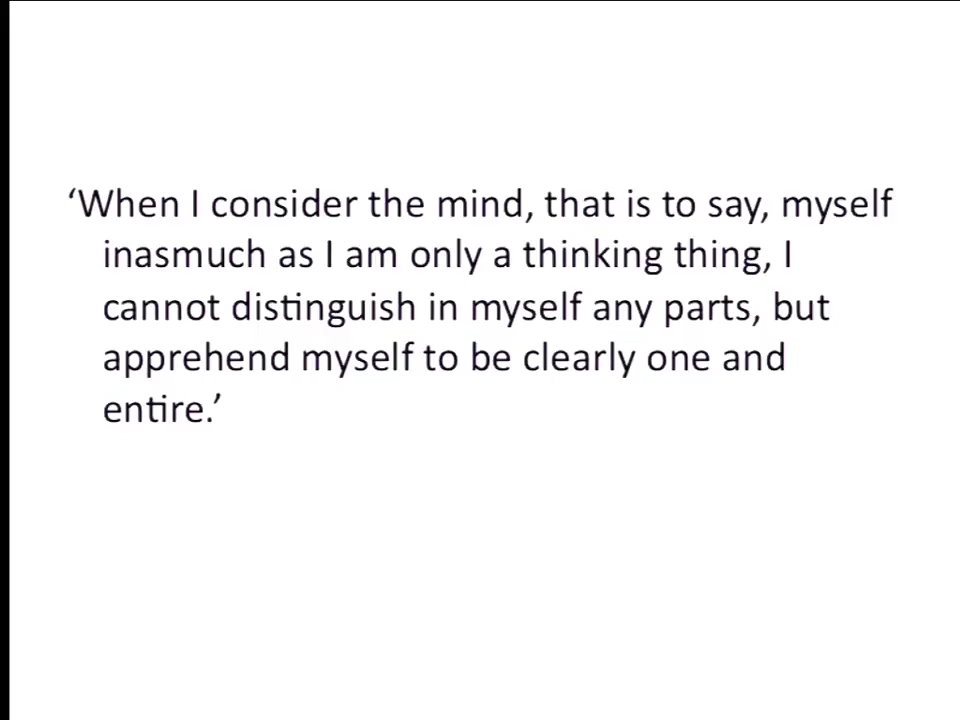 ‘When I consider the mind, that is to say, myself
inasmuch as I am only a thinking thing, I
cannot distinguish in myself any parts, but
apprehend myself to be clearly one and
entire.’